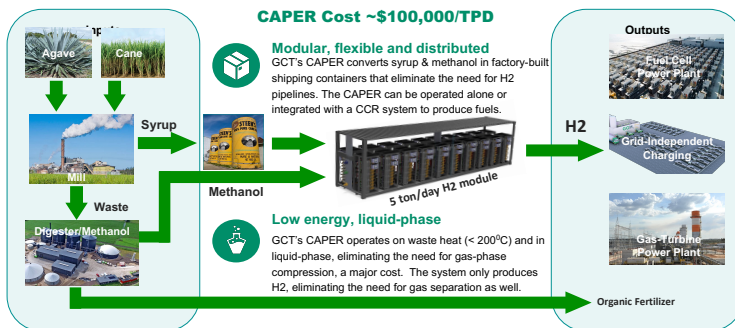 CAPER Cost ~$100,000/TPD
Inputs
Outputs
Agave
Cane
Modular, flexible and distributed
GCT's CAPER converts syrup & methanol in factory-built
shipping containers that eliminate the need for H2
pipelines. The CAPER can be operated alone or
integrated with a CCR system to produce fuels.
Fuel Cell
Power Plant
Syrup
STEEN'S
H2
Grid-Independent
Charging
Mill
Methanol
5 ton/day H2 module
Waste
Digester/Methanol
Low energy, liquid-phase
GCT's CAPER operates on waste heat (< 200⁰C) and in
liquid-phase, eliminating the need for gas-phase
compression, a major cost.  The system only produces
H2, eliminating the need for gas separation as well.
Gas-Turbine
Power Plant
Organic Fertilizer